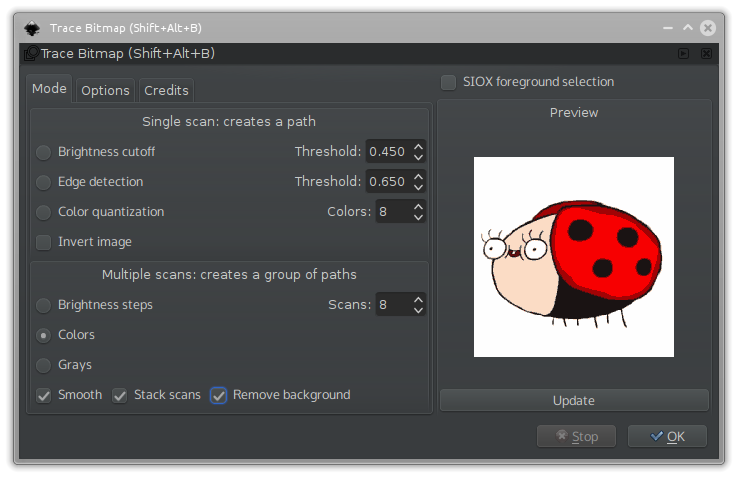 Trace Bitmap (Shift+Alt+B)
Trace Bitmap (Shift+Alt+B)
Mode Options Credits
Single scan: creates a path
Brightness cutoff Threshold: 0.450
Edge detection Threshold: 0.650
Color quantization Colors: 8
Invert image
Multiple scans: creates a group of paths
Brightness steps Scans: 8
Colors
Grays
Smooth Stack scans Remove background
SIOX foreground selection
Preview
Update
Stop OK